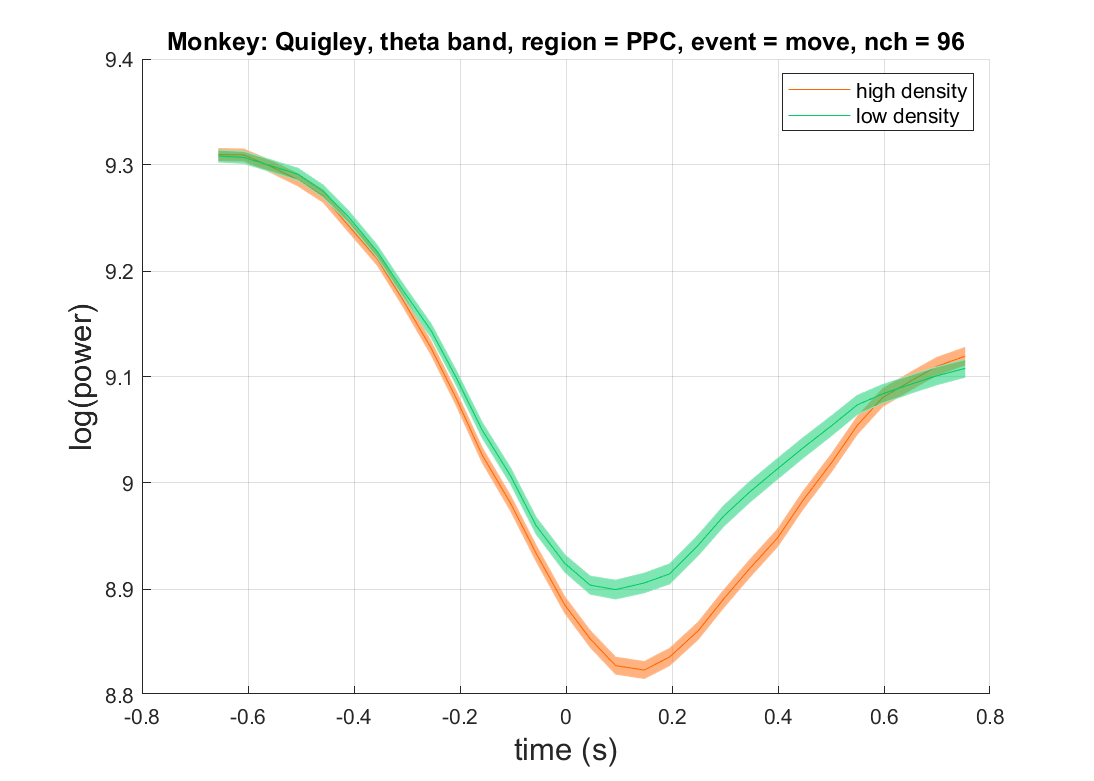 Monkey: Quigley, theta band, region = PPC, event = move, nch = 96
high density
low density
9.4
9.3
9.2
9.1
9
8.9
8.8
log(power)
-0.8 -0.6 -0.4 -0.2 0 0.2 0.4 0.6 0.8
time (s)